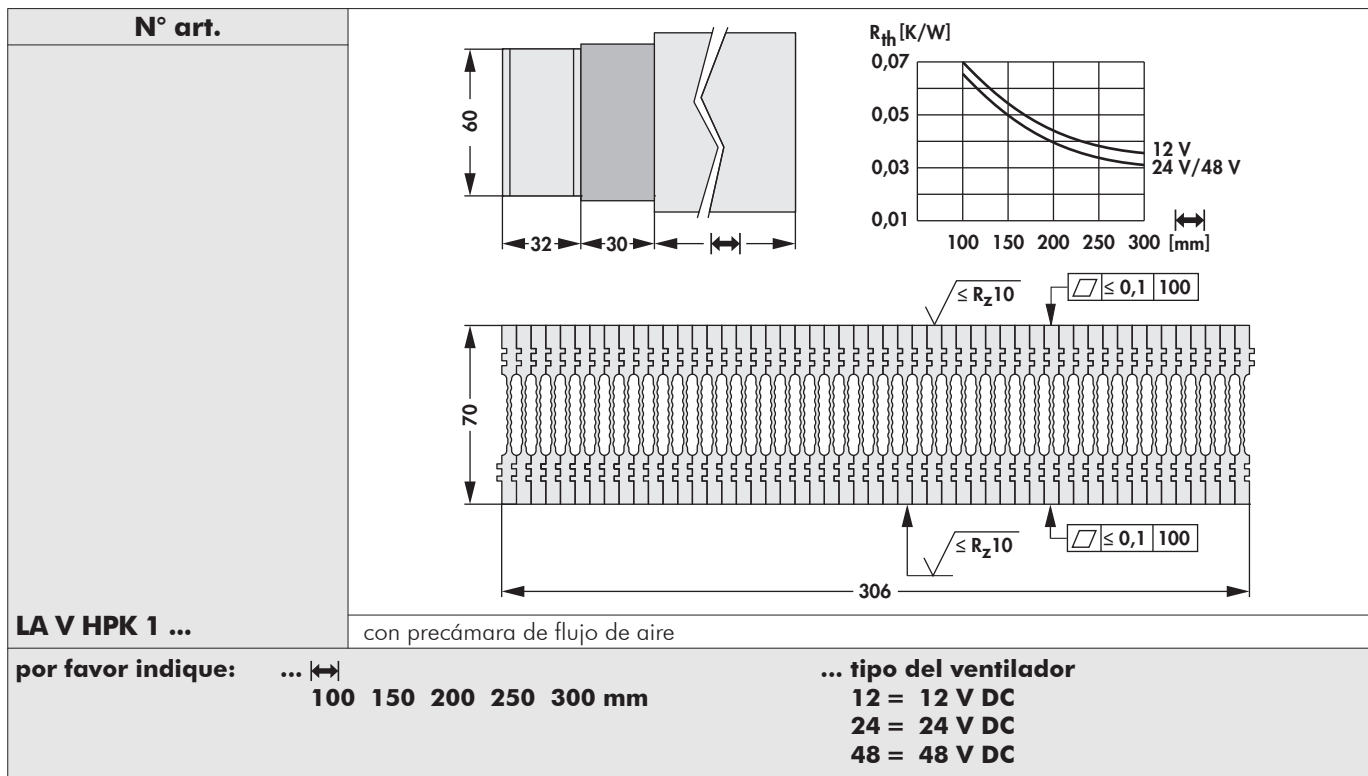 N° art.
60
32
30
R_th [K/W]
0,07
0,05
0,03
0,01
12 V
24 V/48 V
100 150 200 250 300 [mm]
≤ R_z10
≤ 0,1 100
70
≤ R_z10
≤ 0,1 100
306
LA V HPK 1 ...
con precámara de flujo de aire
por favor indique: ...
100 150 200 250 300 mm
... tipo del ventilador
12 = 12 V DC
24 = 24 V DC
48 = 48 V DC